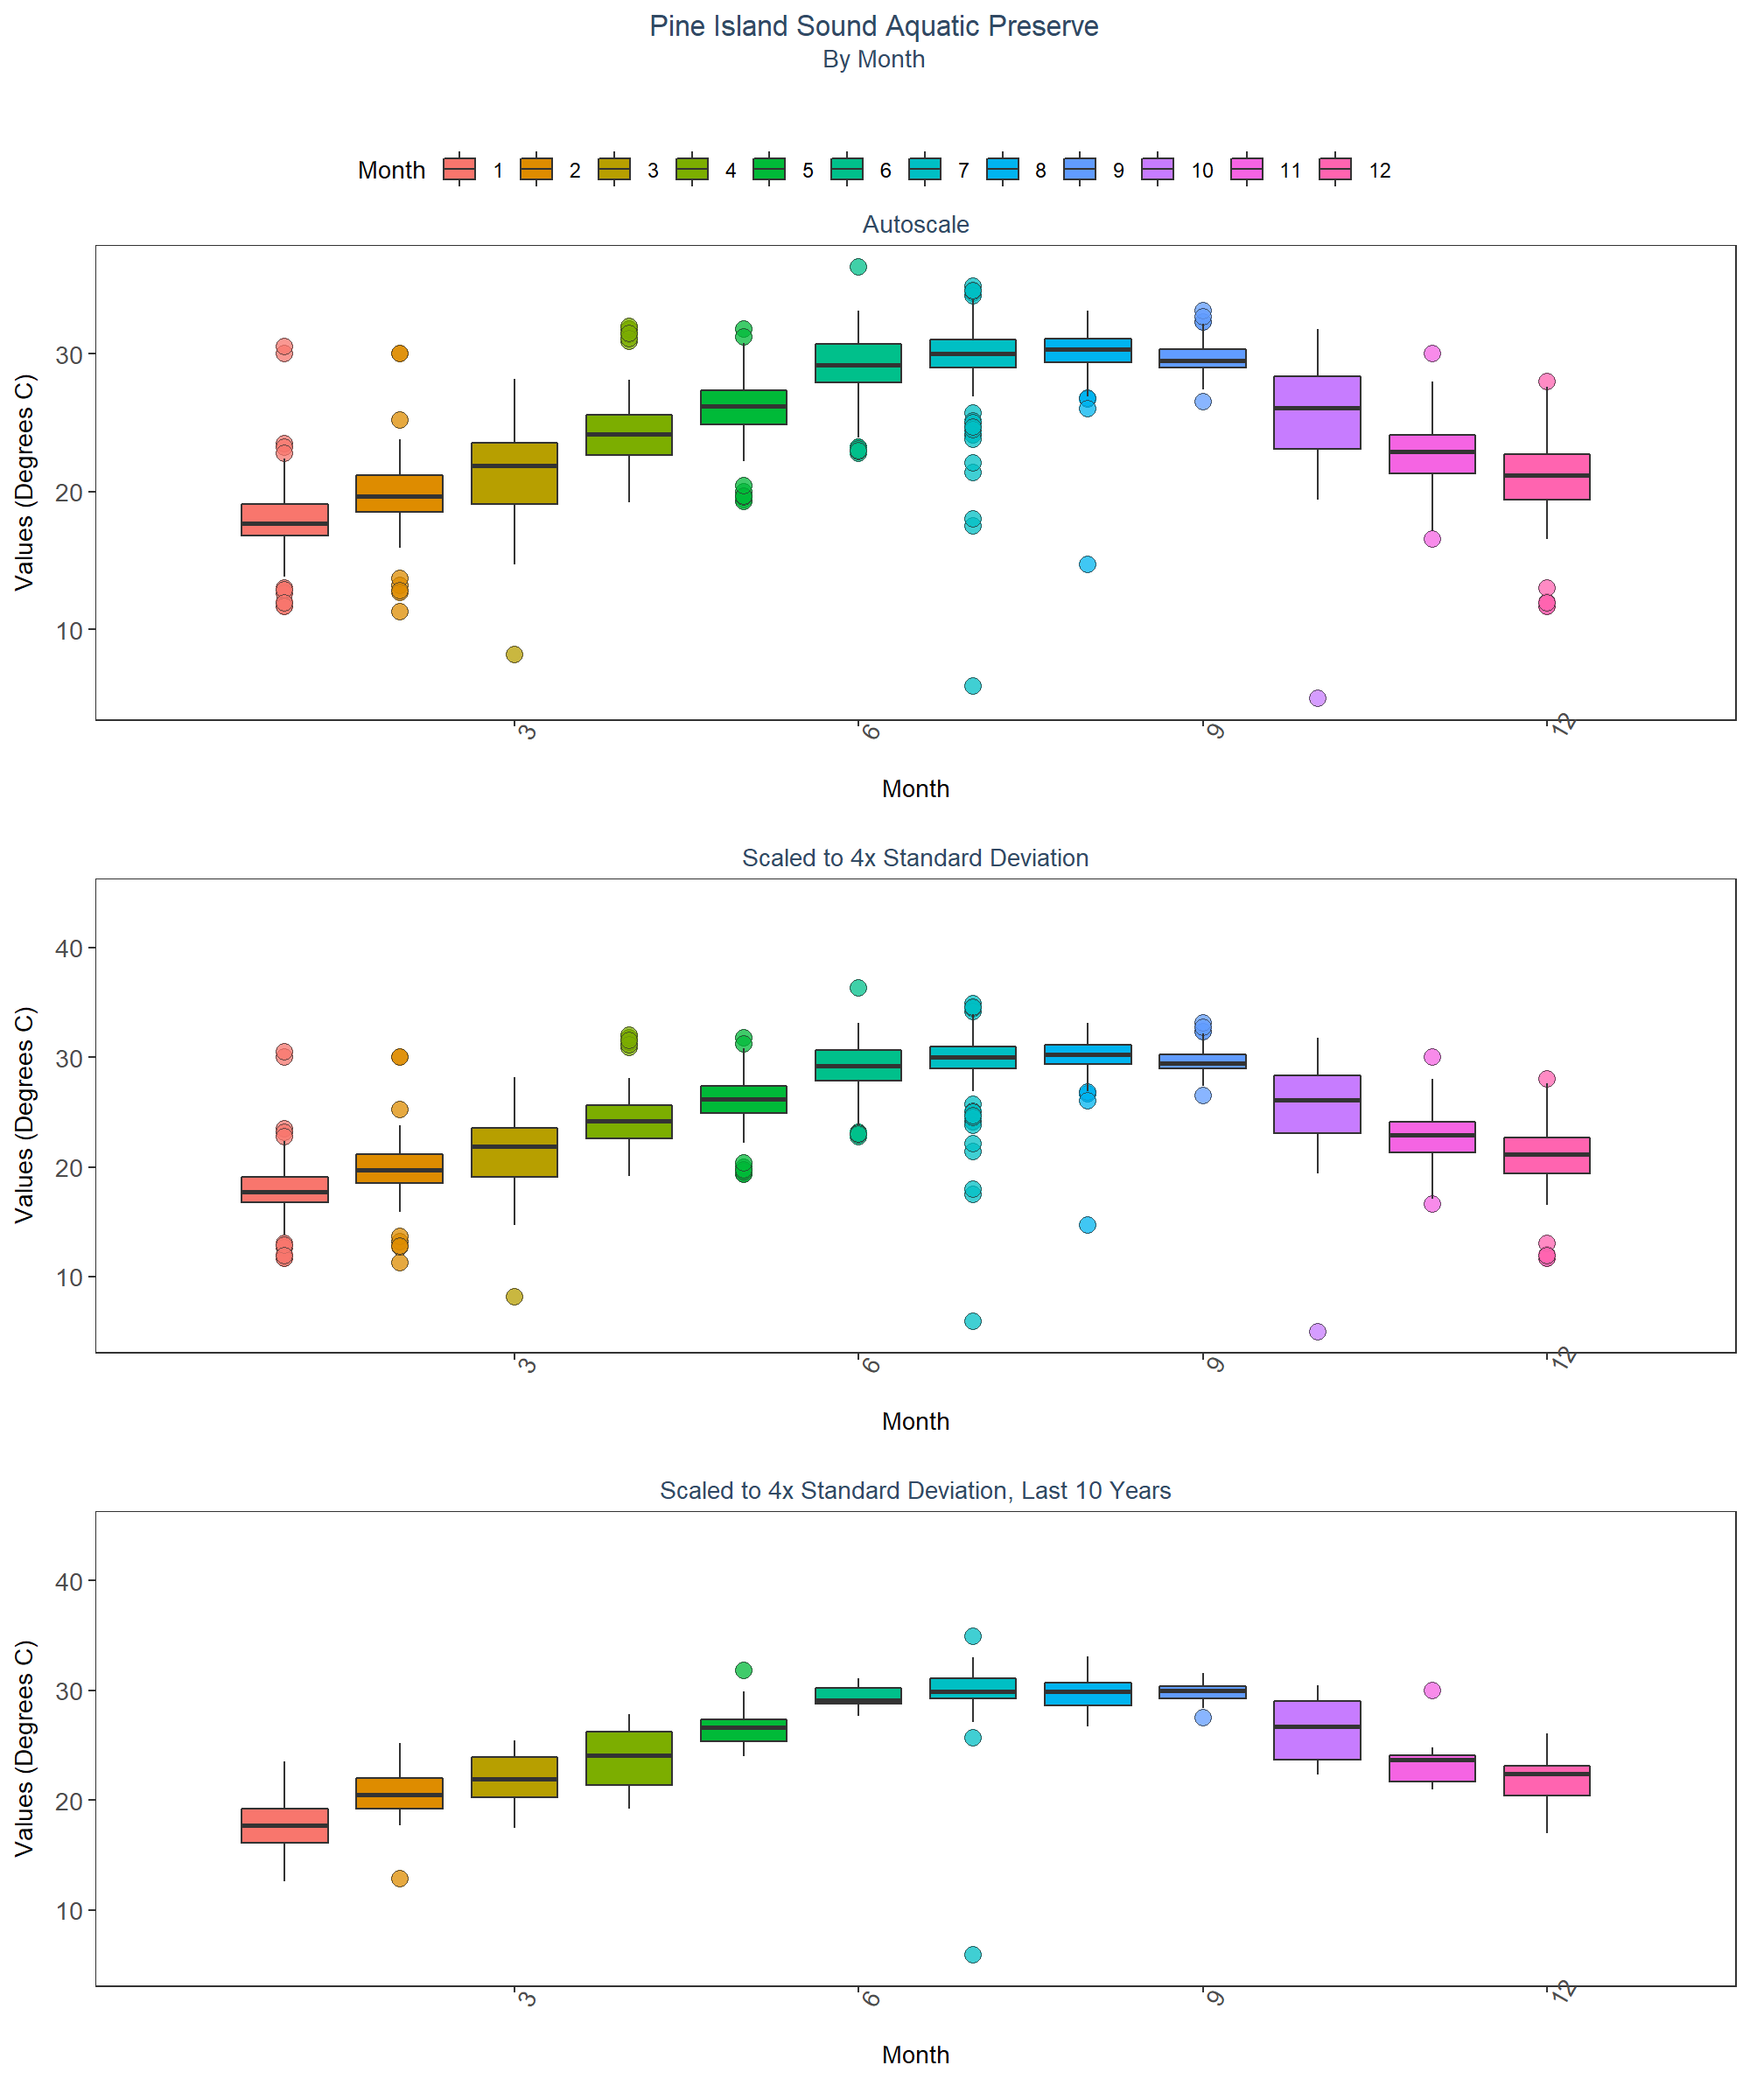 Pine Island Sound Aquatic Preserve
By Month
Month 1 2 3 4 5 6 7 8 9 10 11 12
Autoscale
Values (Degrees C)
30
20
10
3 6 9 12
Month
Scaled to 4x Standard Deviation
Values (Degrees C)
40
30
20
10
3 6 9 12
Month
Scaled to 4x Standard Deviation, Last 10 Years
Values (Degrees C)
40
30
20
10
3 6 9 12
Month